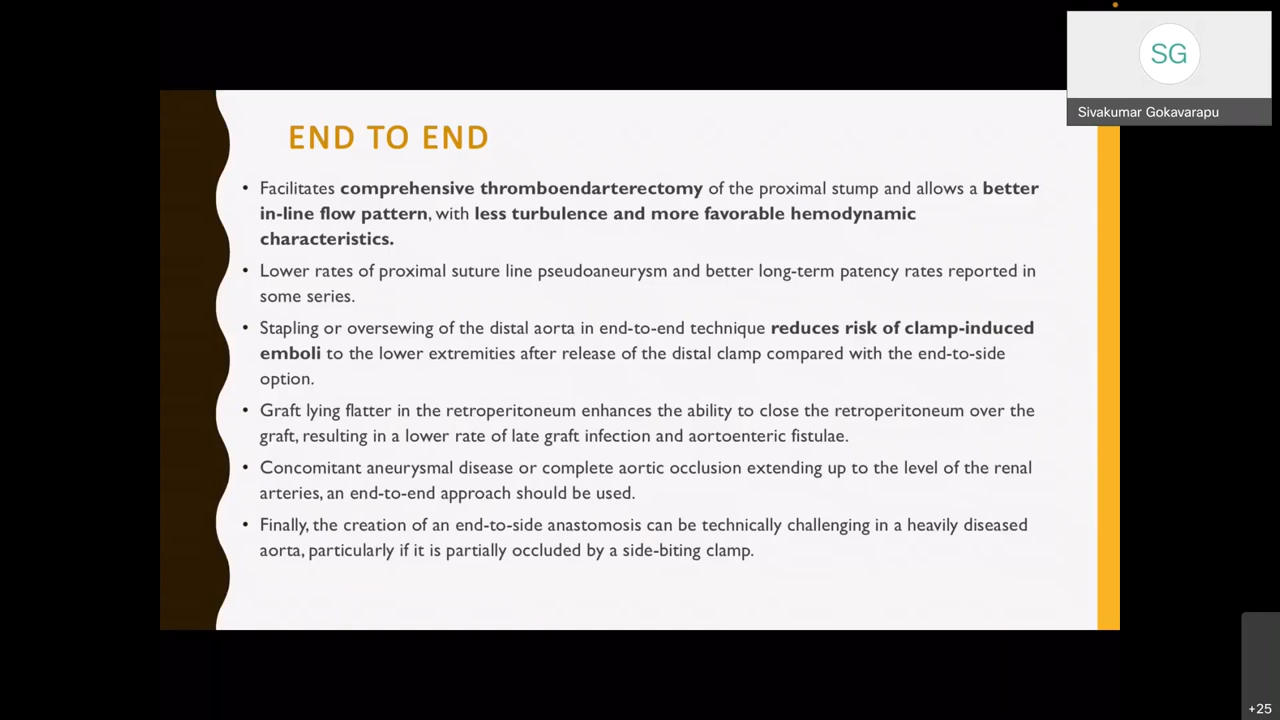 SG
Sivakumar Gokavarapu
END TO END
• Facilitates comprehensive thromboendarterectomy of the proximal stump and allows a better
in-line flow pattern, with less turbulence and more favorable hemodynamic
characteristics.
• Lower rates of proximal suture line pseudoaneurysm and better long-term patency rates reported in
some series.
• Stapling or oversewing of the distal aorta in end-to-end technique reduces risk of clamp-induced
emboli to the lower extremities after release of the distal clamp compared with the end-to-side
option.
• Graft lying flatter in the retroperitoneum enhances the ability to close the retroperitoneum over the
graft, resulting in a lower rate of late graft infection and aortoenteric fistulae.
• Concomitant aneurysmal disease or complete aortic occlusion extending up to the level of the renal
arteries, an end-to-end approach should be used.
• Finally, the creation of an end-to-side anastomosis can be technically challenging in a heavily diseased
aorta, particularly if it is partially occluded by a side-biting clamp.
+25